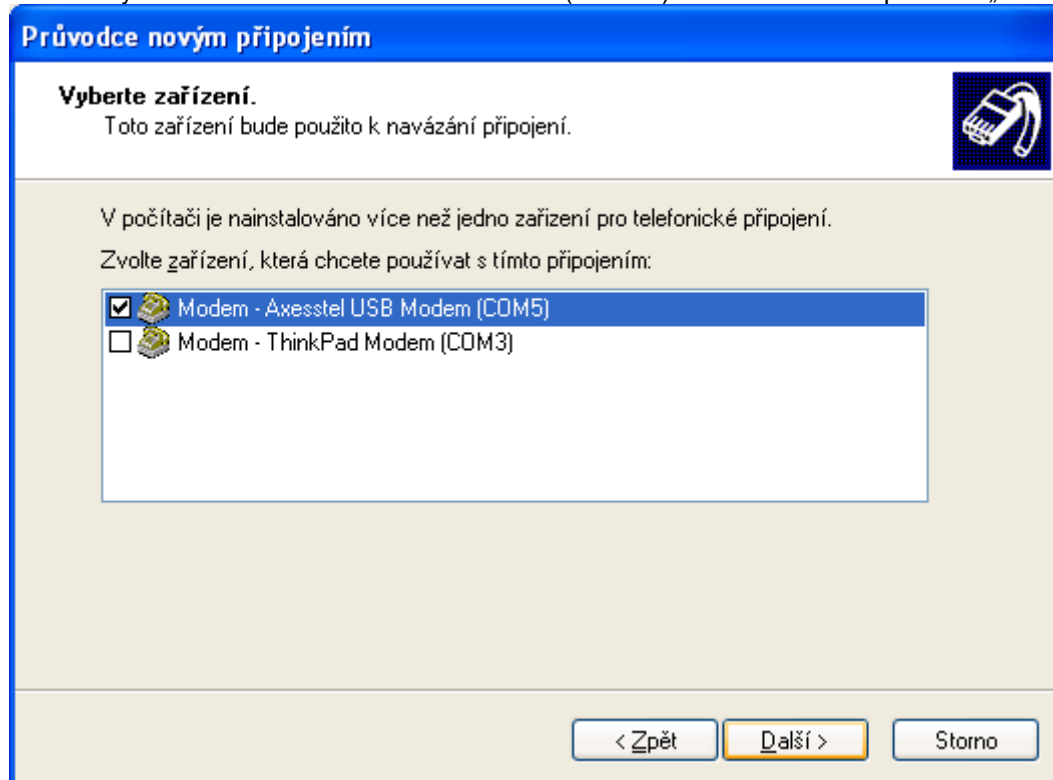 Průvodce novým připojením
Vyberte zařízení.
Toto zařízení bude použito k navázání připojení.
V počítači je nainstalováno více než jedno zařizení pro telefonické připojení.
Zvolte zařízení, která chcete používat s tímto připojením:
Modem - Axesstel USB Modem (COM5)
Modem - ThinkPad Modem (COM3)
< Zpět Další > Storno